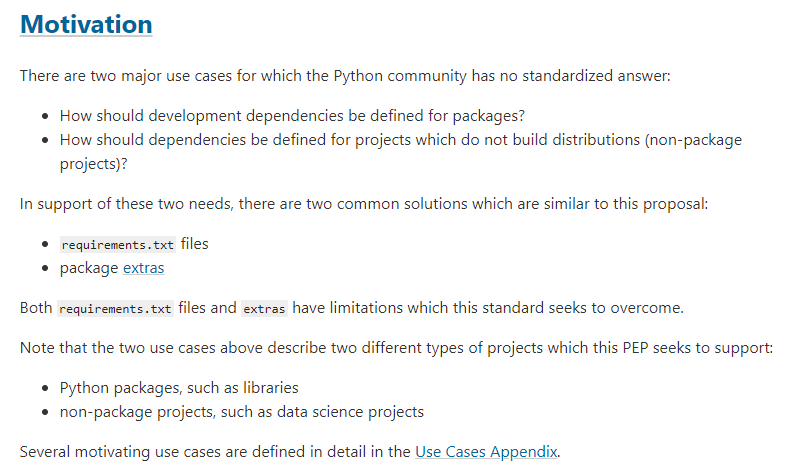 Motivation
There are two major use cases for which the Python community has no standardized answer:
• How should development dependencies be defined for packages?
• How should dependencies be defined for projects which do not build distributions (non-package
projects)?
In support of these two needs, there are two common solutions which are similar to this proposal:
• requirements.txt files
• package extras
Both requirements.txt files and extras have limitations which this standard seeks to overcome.
Note that the two use cases above describe two different types of projects which this PEP seeks to support:
• Python packages, such as libraries
• non-package projects, such as data science projects
Several motivating use cases are defined in detail in the Use Cases Appendix.